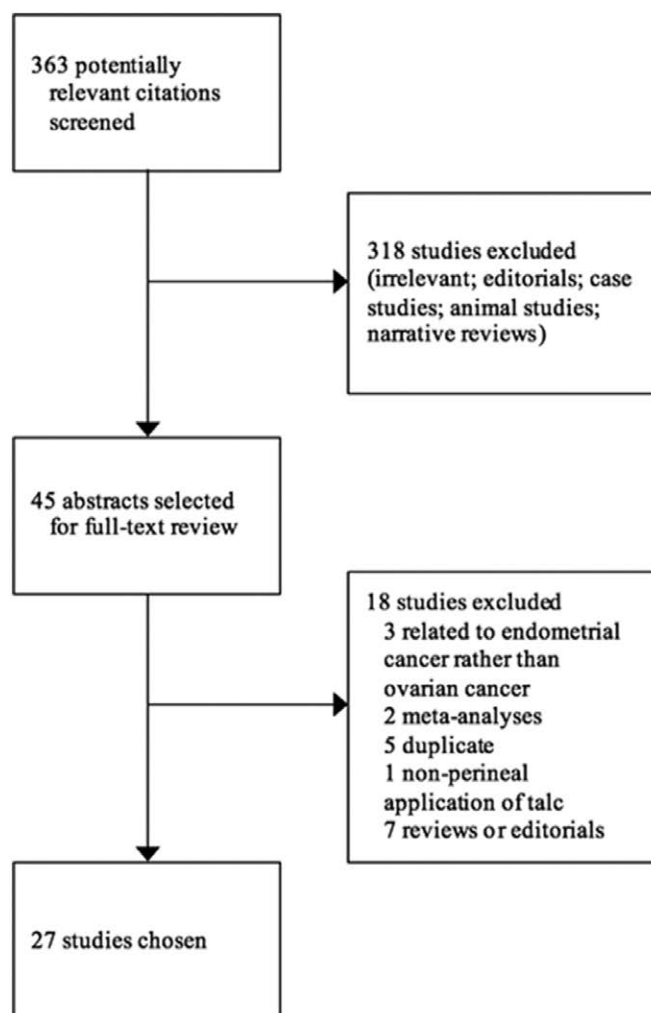 363 potentially
relevant citations
screened
318 studies excluded
(irrelevant; editorials; case
studies; animal studies;
narrative reviews)
45 abstracts selected
for full-text review
18 studies excluded
3 related to endometrial
cancer rather than
ovarian cancer
2 meta-analyses
5 duplicate
1 non-perineal
application of talc
7 reviews or editorials
27 studies chosen